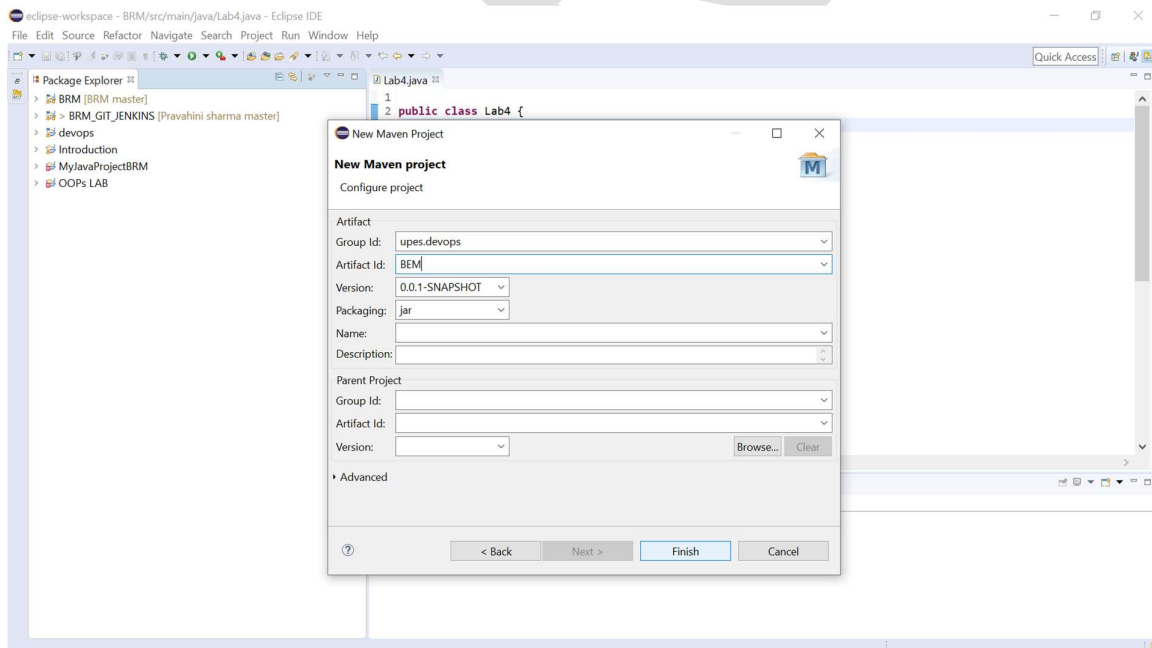 eclipse-workspace - BRM/src/main/java/Lab4.java - Eclipse IDE
File Edit Source Refactor Navigate Search Project Run Window Help
Quick Access
Package Explorer
Lab4.java
BRM [BRM master]
> BRM_GIT_JENKINS [Pravahini sharma master]
devops
Introduction
MyJavaProjectBRM
OOPs LAB
1
2 public class Lab4 {
New Maven Project
New Maven project
Configure project
M
Artifact
Group Id: upes.devops
Artifact Id: BEM
Version: 0.0.1-SNAPSHOT
Packaging: jar
Name:
Description:
Parent Project
Group Id:
Artifact Id:
Version:
Browse... Clear
Advanced
? < Back Next > Finish Cancel